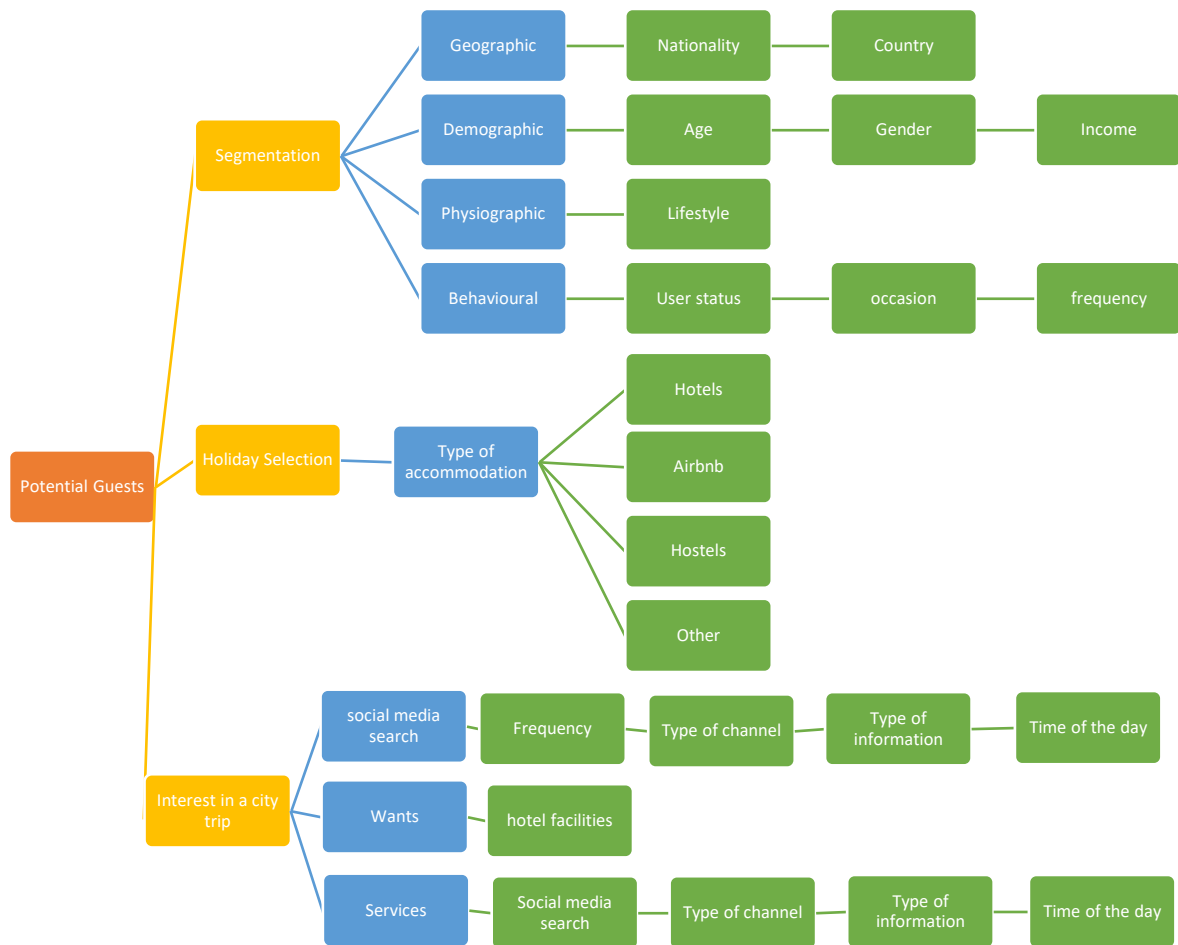 Geographic
Nationality
Country
Segmentation
Demographic
Age
Gender
Income
Physiographic
Lifestyle
Behavioural
User status
occasion
frequency
Potential Guests
Holiday Selection
Type of
accommodation
Hotels
Airbnb
Hostels
Other
Interest in a city
trip
social media
search
Frequency
Type of channel
Type of
information
Time of the day
Wants
hotel facilities
Services
Social media
search
Type of channel
Type of
information
Time of the day